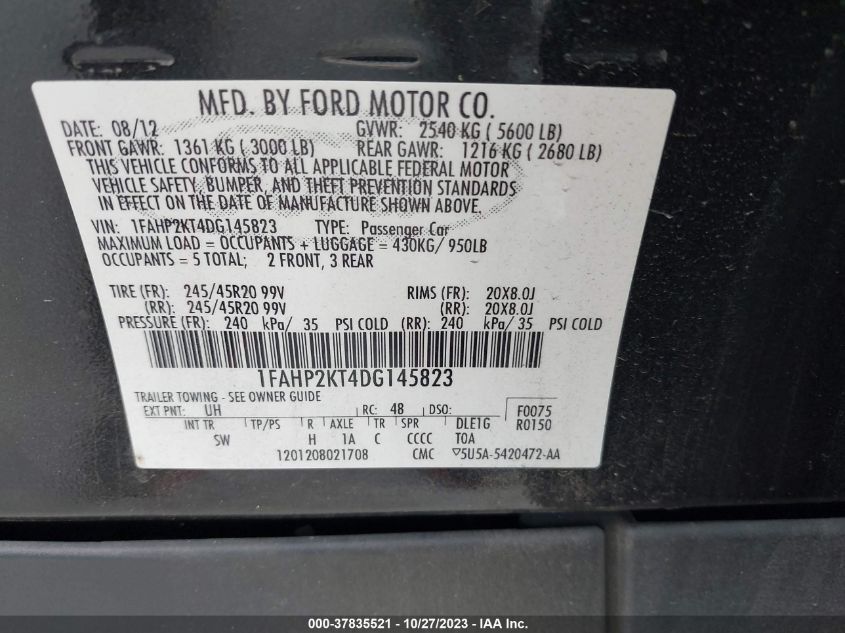 MFD. BY FORD MOTOR CO.
DATE: 08/12 GVWR: 2540 KG ( 5600 LB)
FRONT GAWR: 1361 KG ( 3000 LB) REAR GAWR: 1216 KG ( 2680 LB)
THIS VEHICLE CONFORMS TO ALL APPLICABLE FEDERAL MOTOR
VEHICLE SAFETY, BUMPER, AND THEFT PREVENTION STANDARDS
IN EFFECT ON THE DATE OF MANUFACTURE SHOWN ABOVE.
VIN: 1FAHP2KT4DG145823 TYPE: Passenger Car
MAXIMUM LOAD = OCCUPANTS + LUGGAGE = 430KG/ 950LB
OCCUPANTS = 5 TOTAL; 2 FRONT, 3 REAR
TIRE (FR): 245/45R20 99V RIMS (FR): 20X8.0J
(RR): 245/45R20 99V (RR): 20X8.0J
PRESSURE (FR): 240 kPa/ 35 PSI COLD (RR): 240 kPa/ 35 PSI COLD
1FAHP2KT4DG145823
TRAILER TOWING - SEE OWNER GUIDE
EXT PNT: UH RC: 48 DSO: F0075
INT TR TP/PS R AXLE TR SPR DLE1G R0150
SW H 1A C CCCC TOA
1201208021708 CMC ▽5U5A-5420472-AA
000-37835521 - 10/27/2023 - IAA Inc.